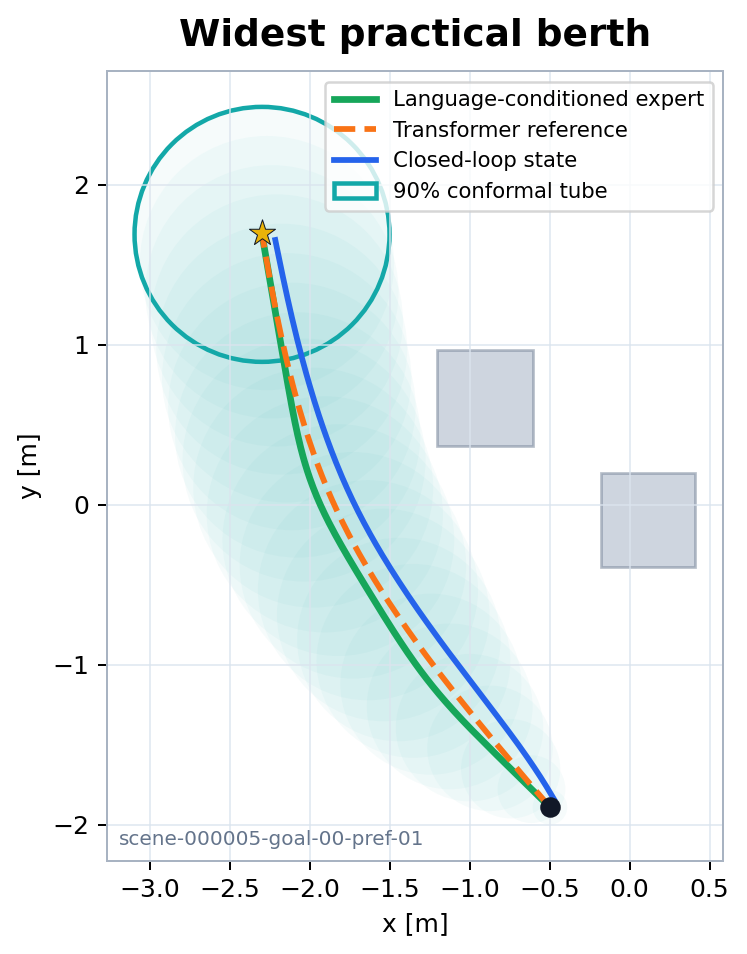 Widest practical berth
Language-conditioned expert
Transformer reference
Closed-loop state
90% conformal tube
2
1
0
−1
−2
y [m]
scene-000005-goal-00-pref-01
−3.0 −2.5 −2.0 −1.5 −1.0 −0.5 0.0 0.5
x [m]